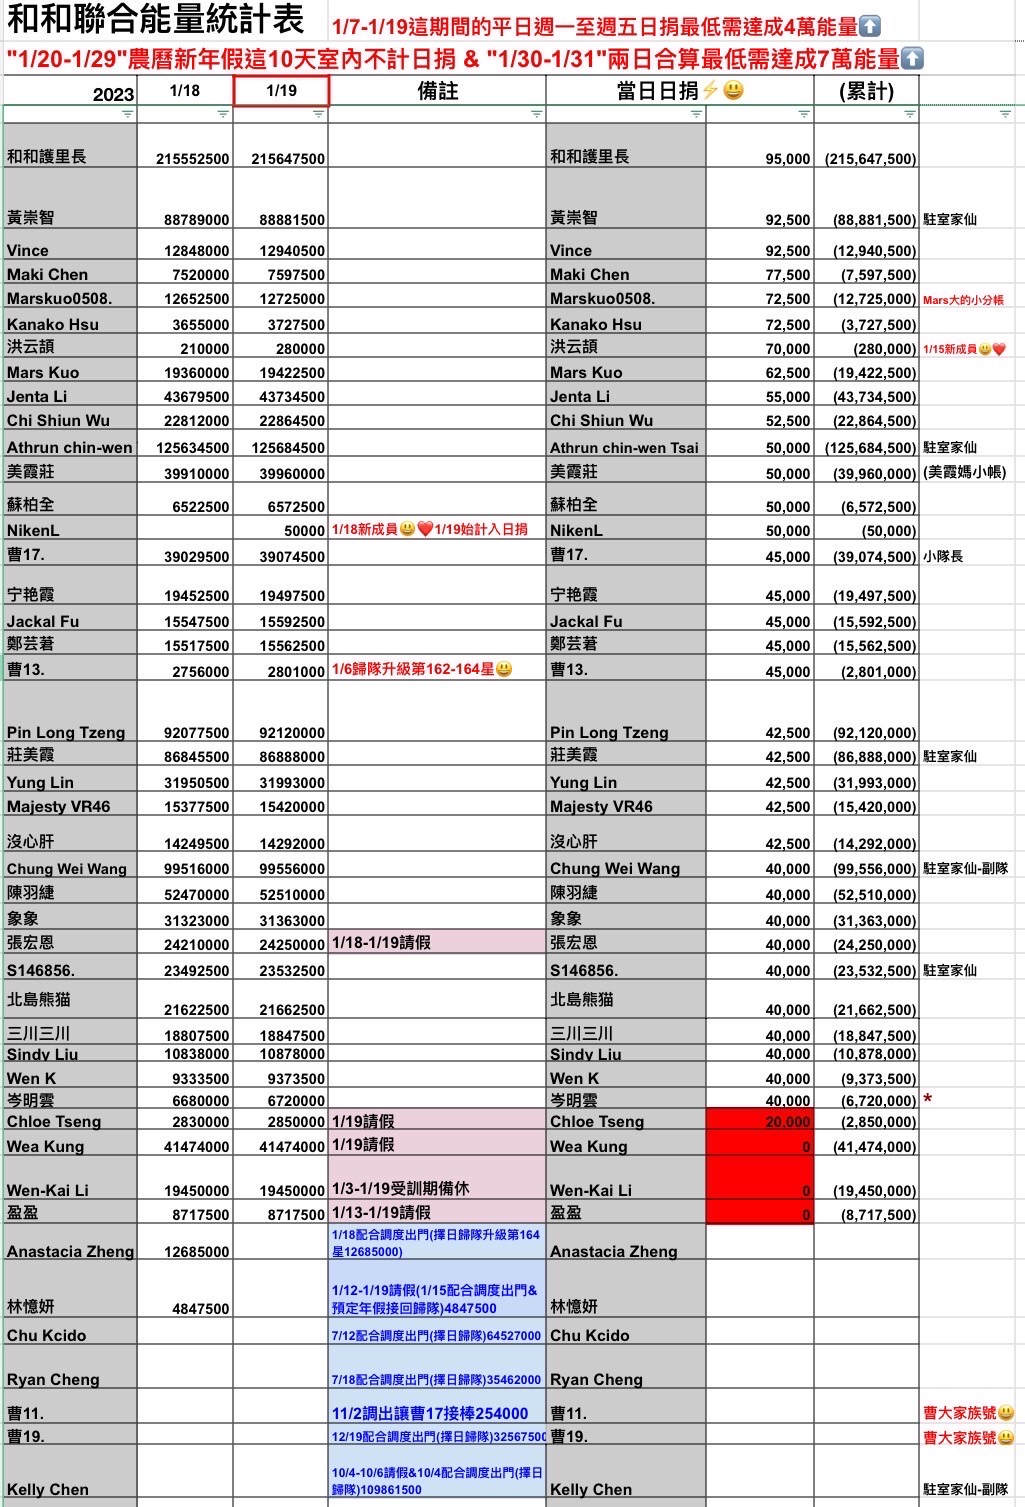 和和聯合能量統計表 1/7-1/19這期間的平日週一至週五日捐最低需達成4萬能量⬆️
"1/20-1/29"農曆新年假這10天室內不計日捐 & "1/30-1/31"兩日合算最低需達成7萬能量⬆️
2023 1/18 1/19 備註 當日日捐⚡😃 (累計)
和和護里長 215552500 215647500 和和護里長 95,000 (215,647,500)
黃崇智 88789000 88881500 黃崇智 92,500 (88,881,500) 駐室家仙
Vince 12848000 12940500 Vince 92,500 (12,940,500)
Maki Chen 7520000 7597500 Maki Chen 77,500 (7,597,500)
Marskuo0508. 12652500 12725000 Marskuo0508. 72,500 (12,725,000) Mars大的小分帳
Kanako Hsu 3655000 3727500 Kanako Hsu 72,500 (3,727,500)
洪云頡 210000 280000 洪云頡 70,000 (280,000) 1/15新成員😃❤️
Mars Kuo 19360000 19422500 Mars Kuo 62,500 (19,422,500)
Jenta Li 43679500 43734500 Jenta Li 55,000 (43,734,500)
Chi Shiun Wu 22812000 22864500 Chi Shiun Wu 52,500 (22,864,500)
Athrun chin-wen 125634500 125684500 Athrun chin-wen Tsai 50,000 (125,684,500) 駐室家仙
美霞莊 39910000 39960000 美霞莊 50,000 (39,960,000) (美霞媽小帳)
蘇柏全 6522500 6572500 蘇柏全 50,000 (6,572,500)
NikenL 50000 1/18新成員😃❤️1/19始計入日捐 NikenL 50,000 (50,000)
曹17. 39029500 39074500 曹17. 45,000 (39,074,500) 小隊長
宁艳霞 19452500 19497500 宁艳霞 45,000 (19,497,500)
Jackal Fu 15547500 15592500 Jackal Fu 45,000 (15,592,500)
鄭芸荖 15517500 15562500 鄭芸荖 45,000 (15,562,500)
曹13. 2756000 2801000 1/6歸隊升級第162-164星😃 曹13. 45,000 (2,801,000)
Pin Long Tzeng 92077500 92120000 Pin Long Tzeng 42,500 (92,120,000)
莊美霞 86845500 86888000 莊美霞 42,500 (86,888,000) 駐室家仙
Yung Lin 31950500 31993000 Yung Lin 42,500 (31,993,000)
Majesty VR46 15377500 15420000 Majesty VR46 42,500 (15,420,000)
沒心肝 14249500 14292000 沒心肝 42,500 (14,292,000)
Chung Wei Wang 99516000 99556000 Chung Wei Wang 40,000 (99,556,000) 駐室家仙-副隊
陳羽緁 52470000 52510000 陳羽緁 40,000 (52,510,000)
象象 31323000 31363000 象象 40,000 (31,363,000)
張宏恩 24210000 24250000 1/18-1/19請假 張宏恩 40,000 (24,250,000)
S146856. 23492500 23532500 S146856. 40,000 (23,532,500) 駐室家仙
北島熊猫 21622500 21662500 北島熊猫 40,000 (21,662,500)
三川三川 18807500 18847500 三川三川 40,000 (18,847,500)
Sindy Liu 10838000 10878000 Sindy Liu 40,000 (10,878,000)
Wen K 9333500 9373500 Wen K 40,000 (9,373,500)
岑明雲 6680000 6720000 岑明雲 40,000 (6,720,000) *
Chloe Tseng 2830000 2850000 1/19請假 Chloe Tseng 20,000 (2,850,000)
Wea Kung 41474000 41474000 1/19請假 Wea Kung 0 (41,474,000)
Wen-Kai Li 19450000 19450000 1/3-1/19受訓期備休 Wen-Kai Li 0 (19,450,000)
盈盈 8717500 8717500 1/13-1/19請假 盈盈 0 (8,717,500)
Anastacia Zheng 12685000 1/18配合調度出門(擇日歸隊升級第164
星12685000) Anastacia Zheng
林憶妍 4847500 1/12-1/19請假(1/15配合調度出門&
預定年假接回歸隊)4847500 林憶妍
Chu Kcido 7/12配合調度出門(擇日歸隊)64527000 Chu Kcido
Ryan Cheng 7/18配合調度出門(擇日歸隊)35462000 Ryan Cheng
曹11. 11/2調出讓曹17接棒254000 曹11. 曹大家族號😃
曹19. 12/19配合調度出門(擇日歸隊)32567500 曹19. 曹大家族號😃
Kelly Chen 10/4-10/6請假&10/4配合調度出門(擇日
歸隊)109861500 Kelly Chen 駐室家仙-副隊